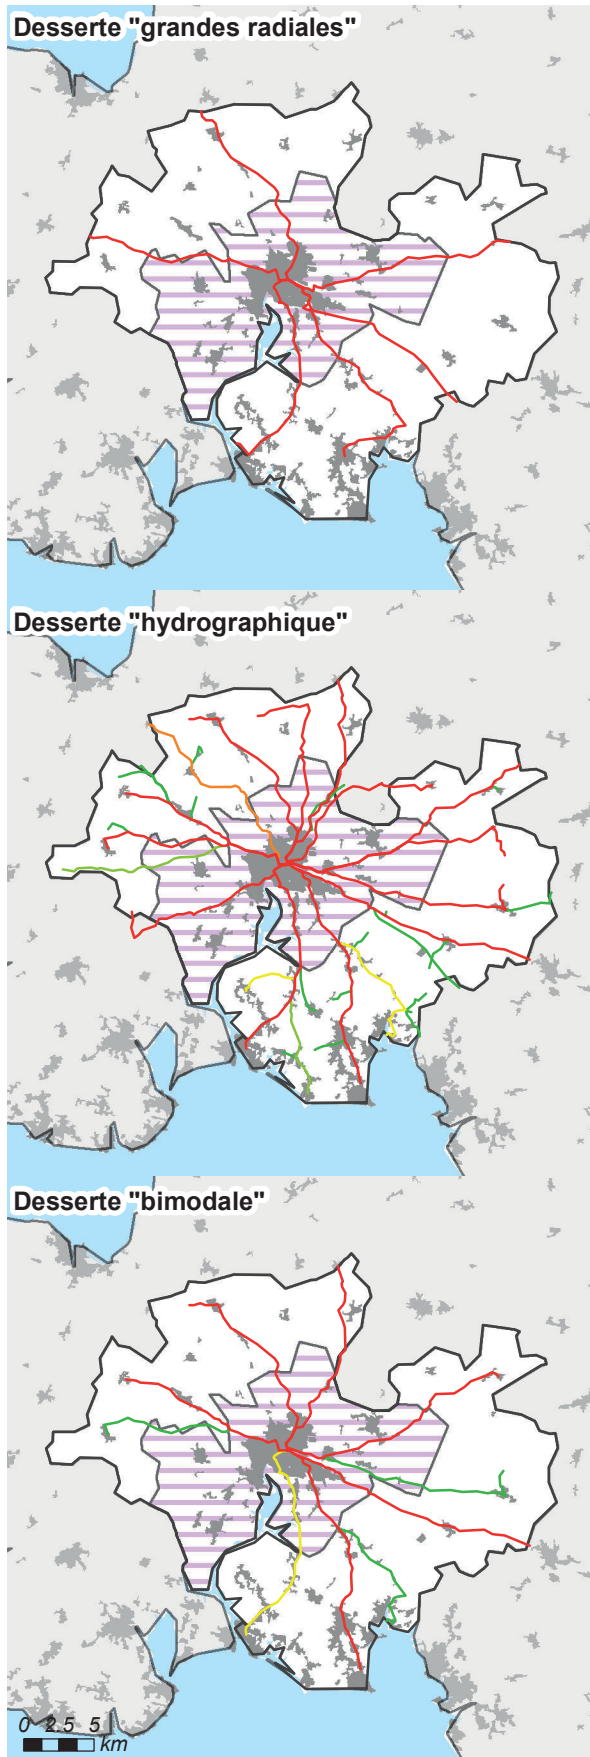 Desserte "grandes radiales"
Desserte "hydrographique"
Desserte "bimodale"
0 2.5 5
km